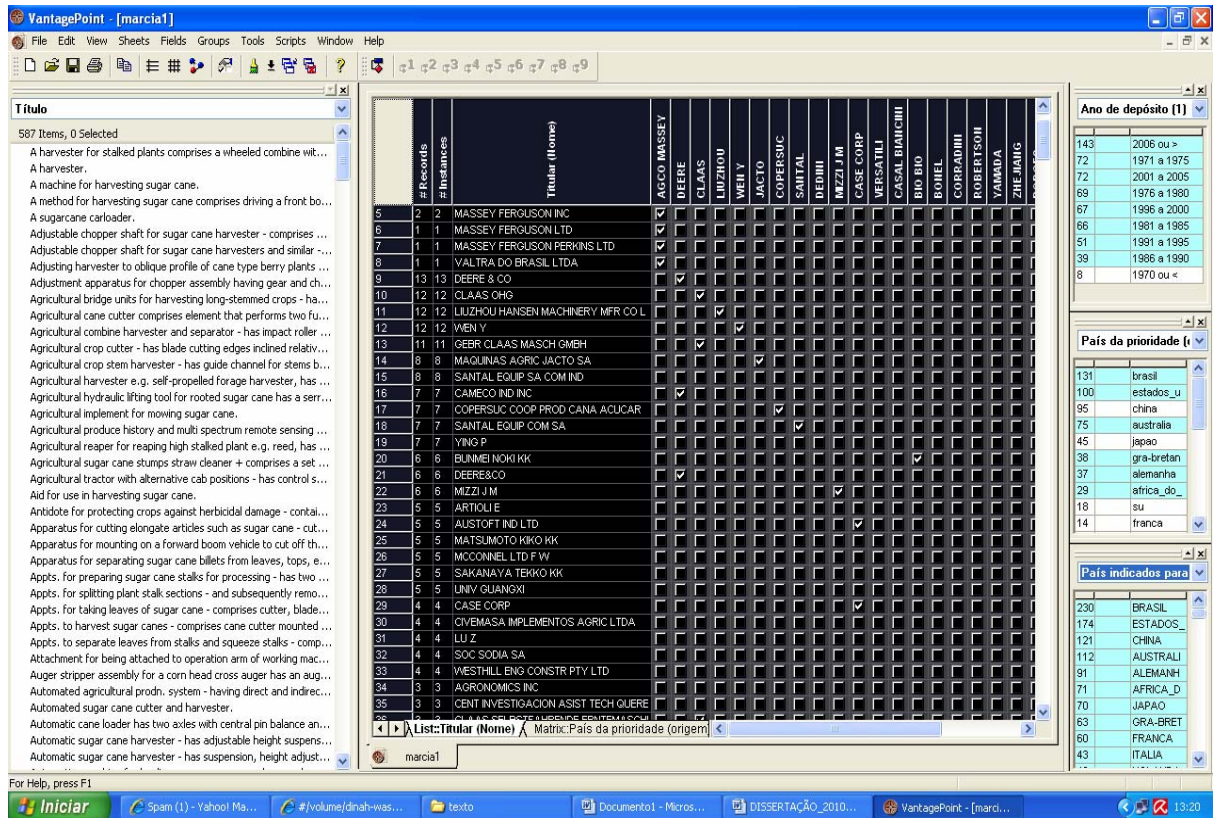 VantagePoint - [marcia1]
File Edit View Sheets Fields Groups Tools Scripts Window Help
1 2 3 4 5 6 7 8 9
Título
587 Items, 0 Selected
A harvester for stalked plants comprises a wheeled combine wit...
A harvester.
A machine for harvesting sugar cane.
A method for harvesting sugar cane comprises driving a front bo...
A sugarcane carloader.
Adjustable chopper shaft for sugar cane harvester - comprises ...
Adjustable chopper shaft for sugar cane harvesters and similar -...
Adjusting harvester to oblique profile of cane type berry plants ...
Adjustment apparatus for chopper assembly having gear and ch...
Agricultural bridge units for harvesting long-stemmed crops - ha...
Agricultural cane cutter comprises element that performs two fu...
Agricultural combine harvester and separator - has impact roller ...
Agricultural crop cutter - has blade cutting edges inclined relativ...
Agricultural crop stem harvester - has guide channel for stems b...
Agricultural harvester e.g. self-propelled forage harvester, has ...
Agricultural hydraulic lifting tool for rooted sugar cane has a serr...
Agricultural implement for mowing sugar cane.
Agricultural produce history and multi spectrum remote sensing ...
Agricultural reaper for reaping high stalked plant e.g. reed, has ...
Agricultural sugar cane stumps straw cleaner + comprises a set ...
Agricultural tractor with alternative cab positions - has control s...
Aid for use in harvesting sugar cane.
Antidote for protecting crops against herbicidal damage - contai...
Apparatus for cutting elongate articles such as sugar cane - cut...
Apparatus for mounting on a forward boom vehicle to cut off th...
Apparatus for separating sugar cane billets from leaves, tops, e...
Appts. for preparing sugar cane stalks for processing - has two ...
Appts. for splitting plant stalk sections - and subsequently remo...
Appts. for taking leaves of sugar cane - comprises cutter, blade...
Appts. to harvest sugar canes - comprises cane cutter mounted ...
Appts. to separate leaves from stalks and squeeze stalks - comp...
Attachment for being attached to operation arm of working mac...
Auger stripper assembly for a corn head cross auger has an aug...
Automated agricultural prodn. system - having direct and indirec...
Automated sugar cane cutter and harvester.
Automatic cane loader has two axles with central pin balance an...
Automatic sugar cane harvester - has adjustable height suspens...
Automatic sugar cane harvester - has suspension, height adjust...
# Records
# Instances
Titular (Nome)
AGCO MASSEY
DEERE
CLAAS
LIUZHOU
WEN Y
JACTO
COPERSUC
SANTAL
DEDINI
MIZZI J M
CASE CORP
VERSATILI
CASA BIANCINI
BIO BIO
BONEL
CORRADINI
ROBERTSON
YAMADA
ZHEJIANG
5 2 2 MASSEY FERGUSON INC
6 1 1 MASSEY FERGUSON LTD
7 1 1 MASSEY FERGUSON PERKINS LTD
8 1 1 VALTRA DO BRASIL LTDA
9 13 13 DEERE & CO
10 12 12 CLAAS OHG
11 12 12 LIUZHOU HANSEN MACHINERY MFR CO L
12 12 12 WEN Y
13 11 11 GEBR CLAAS MASCH GMBH
14 8 8 MAQUINAS AGRIC JACTO SA
15 8 8 SANTAL EQUIP SA COM IND
16 7 7 CAMECO IND INC
17 7 7 COPERSUC COOP PROD CANA ACUCAR
18 7 7 SANTAL EQUIP COM SA
19 7 7 YING P
20 6 6 BUNMEI NOKI KK
21 6 6 DEERE&CO
22 6 6 MIZZI J M
23 5 5 ARTIOLI E
24 5 5 AUSTOFT IND LTD
25 5 5 MATSUMOTO KIKO KK
26 5 5 MCCONNEL LTD F W
27 5 5 SAKANAYA TEKKO KK
28 5 5 UNIV GUANGXI
29 4 4 CASE CORP
30 4 4 CIVEMASA IMPLEMENTOS AGRIC LTDA
31 4 4 LU Z
32 4 4 SOC SODIA SA
33 4 4 WESTHILL ENG CONSTR PTY LTD
34 3 3 AGRONOMICS INC
35 3 3 CENT INVESTIGACION ASIST TECH QUERE
List::Titular (Nome) Matrix::País da prioridade (origem
marcia1
Ano de depósito (1)
143 2006 ou >
72 1971 a 1975
72 2001 a 2005
69 1976 a 1980
67 1996 a 2000
66 1981 a 1985
51 1991 a 1995
39 1986 a 1990
8 1970 ou <
País da prioridade (
131 brasil
100 estados_u
95 china
75 australia
45 japao
38 gra-bretan
37 alemanha
29 africa_do_
18 su
14 franca
País indicados para
230 BRASIL
174 ESTADOS_
121 CHINA
112 AUSTRALI
91 ALEMANH
71 AFRICA_D
70 JAPAO
63 GRA-BRET
60 FRANCA
43 ITALIA
For Help, press F1
Iniciar
Spam (1) - Yahoo! Ma...
#/volume/dinah-was...
texto
Documento1 - Micros...
DISSERTAÇÃO_2010...
VantagePoint - [marci...
13:20